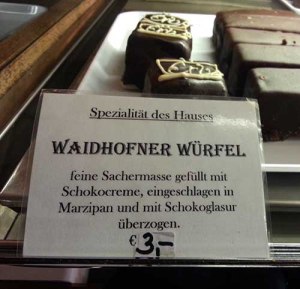 Spezialität des Hauses
WAIDHOFNER WÜRFEL
feine Sachermasse gefüllt mit
Schokocreme, eingeschlagen in
Marzipan und mit Schokoglasur
überzogen.
€ 3,-